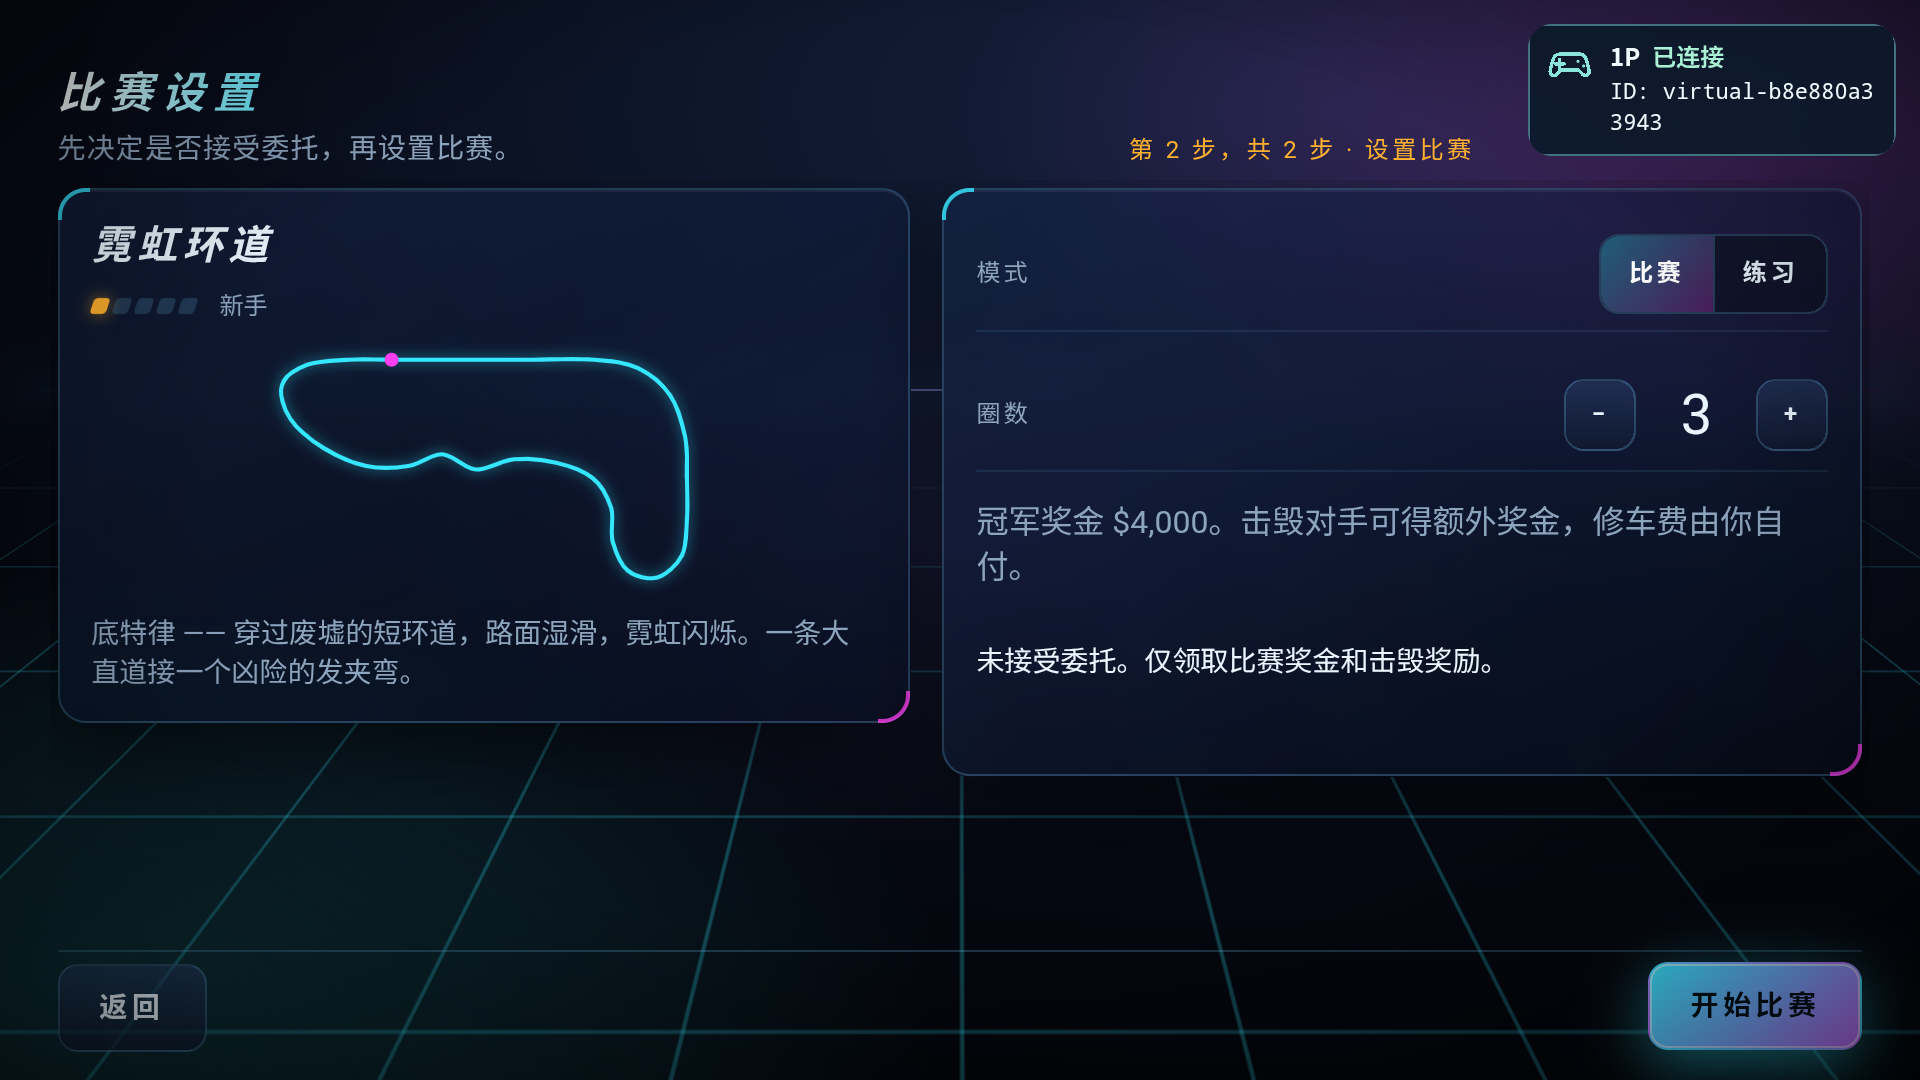 比赛设置
先决定是否接受委托，再设置比赛。
第 2 步，共 2 步 · 设置比赛
1P 已连接
ID: virtual-b8e880a3
3943
霓虹环道
新手
底特律 —— 穿过废墟的短环道，路面湿滑，霓虹闪烁。一条大
直道接一个凶险的发夹弯。
模式
比赛
练习
圈数
-
3
+
冠军奖金 $4,000。击毁对手可得额外奖金，修车费由你自
付。
未接受委托。仅领取比赛奖金和击毁奖励。
返回
开始比赛